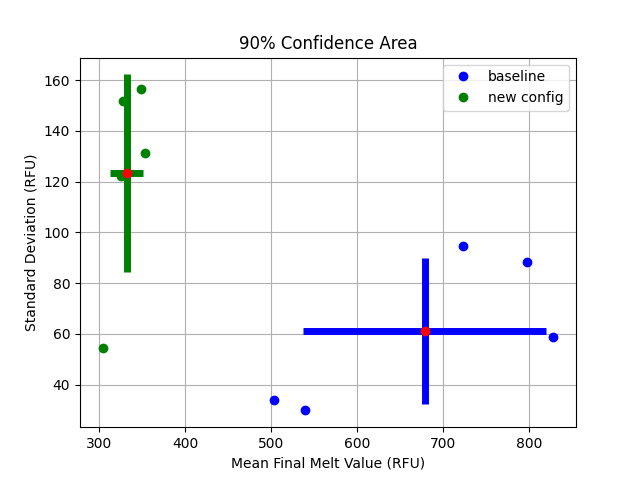 90% Confidence Area
baseline
new config
Standard Deviation (RFU)
160
140
120
100
80
60
40
300 400 500 600 700 800
Mean Final Melt Value (RFU)